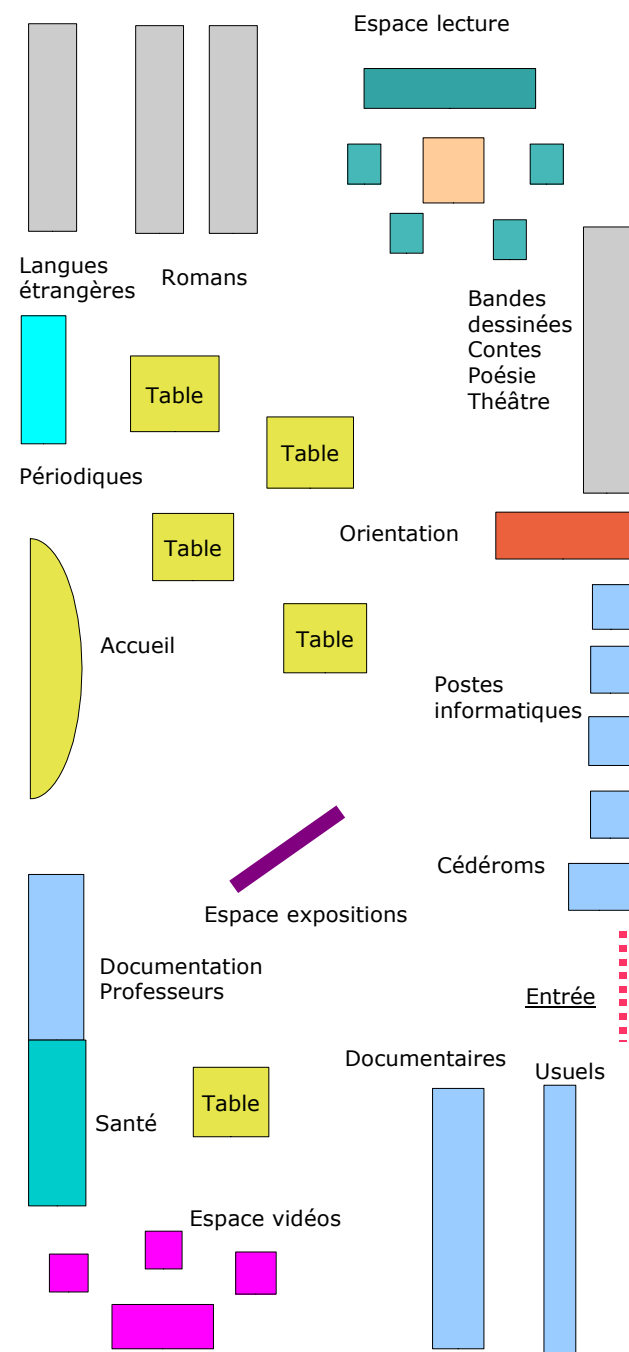 Espace lecture
Langues
étrangères
Romans
Bandes
dessinées
Contes
Poésie
Théâtre
Table
Table
Périodiques
Table
Orientation
Table
Accueil
Postes
informatiques
Cédéroms
Espace expositions
Documentation
Professeurs
Entrée
Documentaires
Usuels
Table
Santé
Espace vidéos